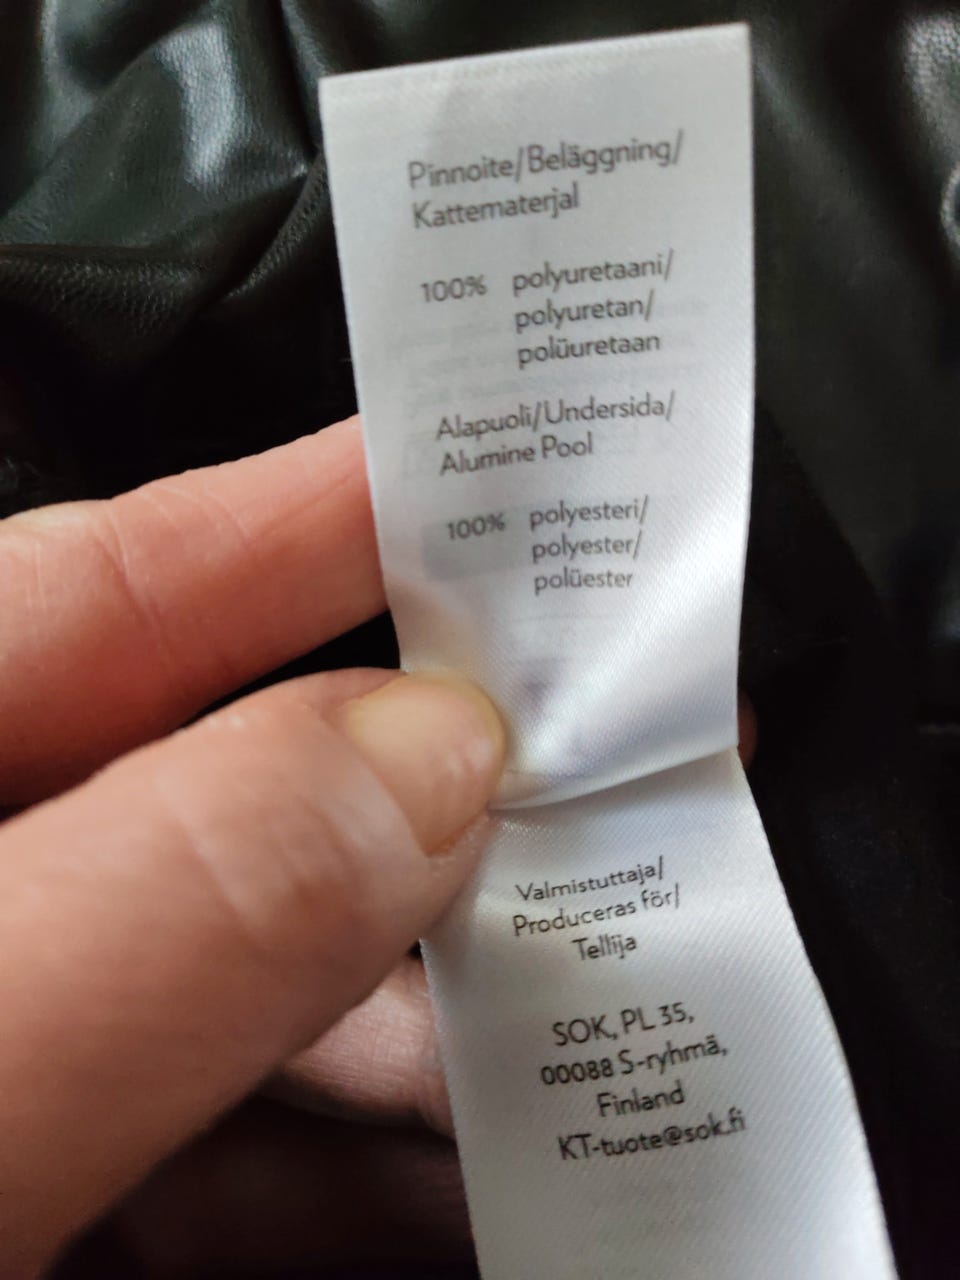 Pinnoite/Beläggning/
Kattematerjal
100% polyuretaani/
polyuretan/
polüuretaan
Alapuoli/Undersida/
Alumine Pool
100% polyesteri/
polyester/
polüester
Valmistuttaja/
Produceras för/
Tellija
SOK, PL 35,
00088 S-ryhmä,
Finland
KT-tuote@sok.fi